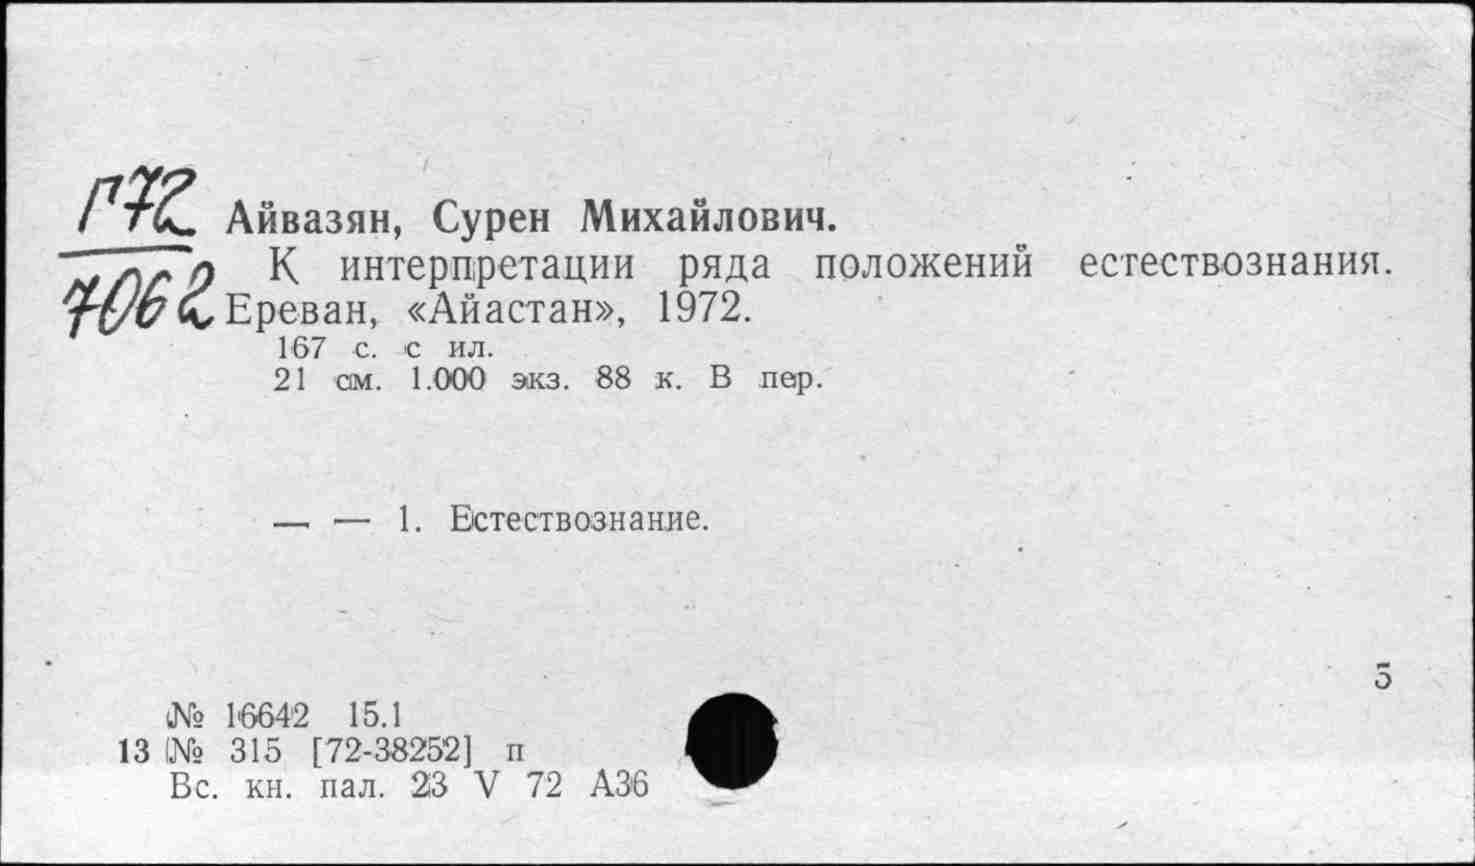 Г72
7062
Айвазян, Сурен Михайлович.
К интерпретации ряда положений естествознания.
Ереван, «Айастан», 1972.
167 с. с ил.
21 см. 1.000 экз. 88 к. В пер.
— — 1. Естествознание.
5
№ 16642 15.1
13 № 315 [72-38252] п
Вс. кн. пал. 23 V 72 А36